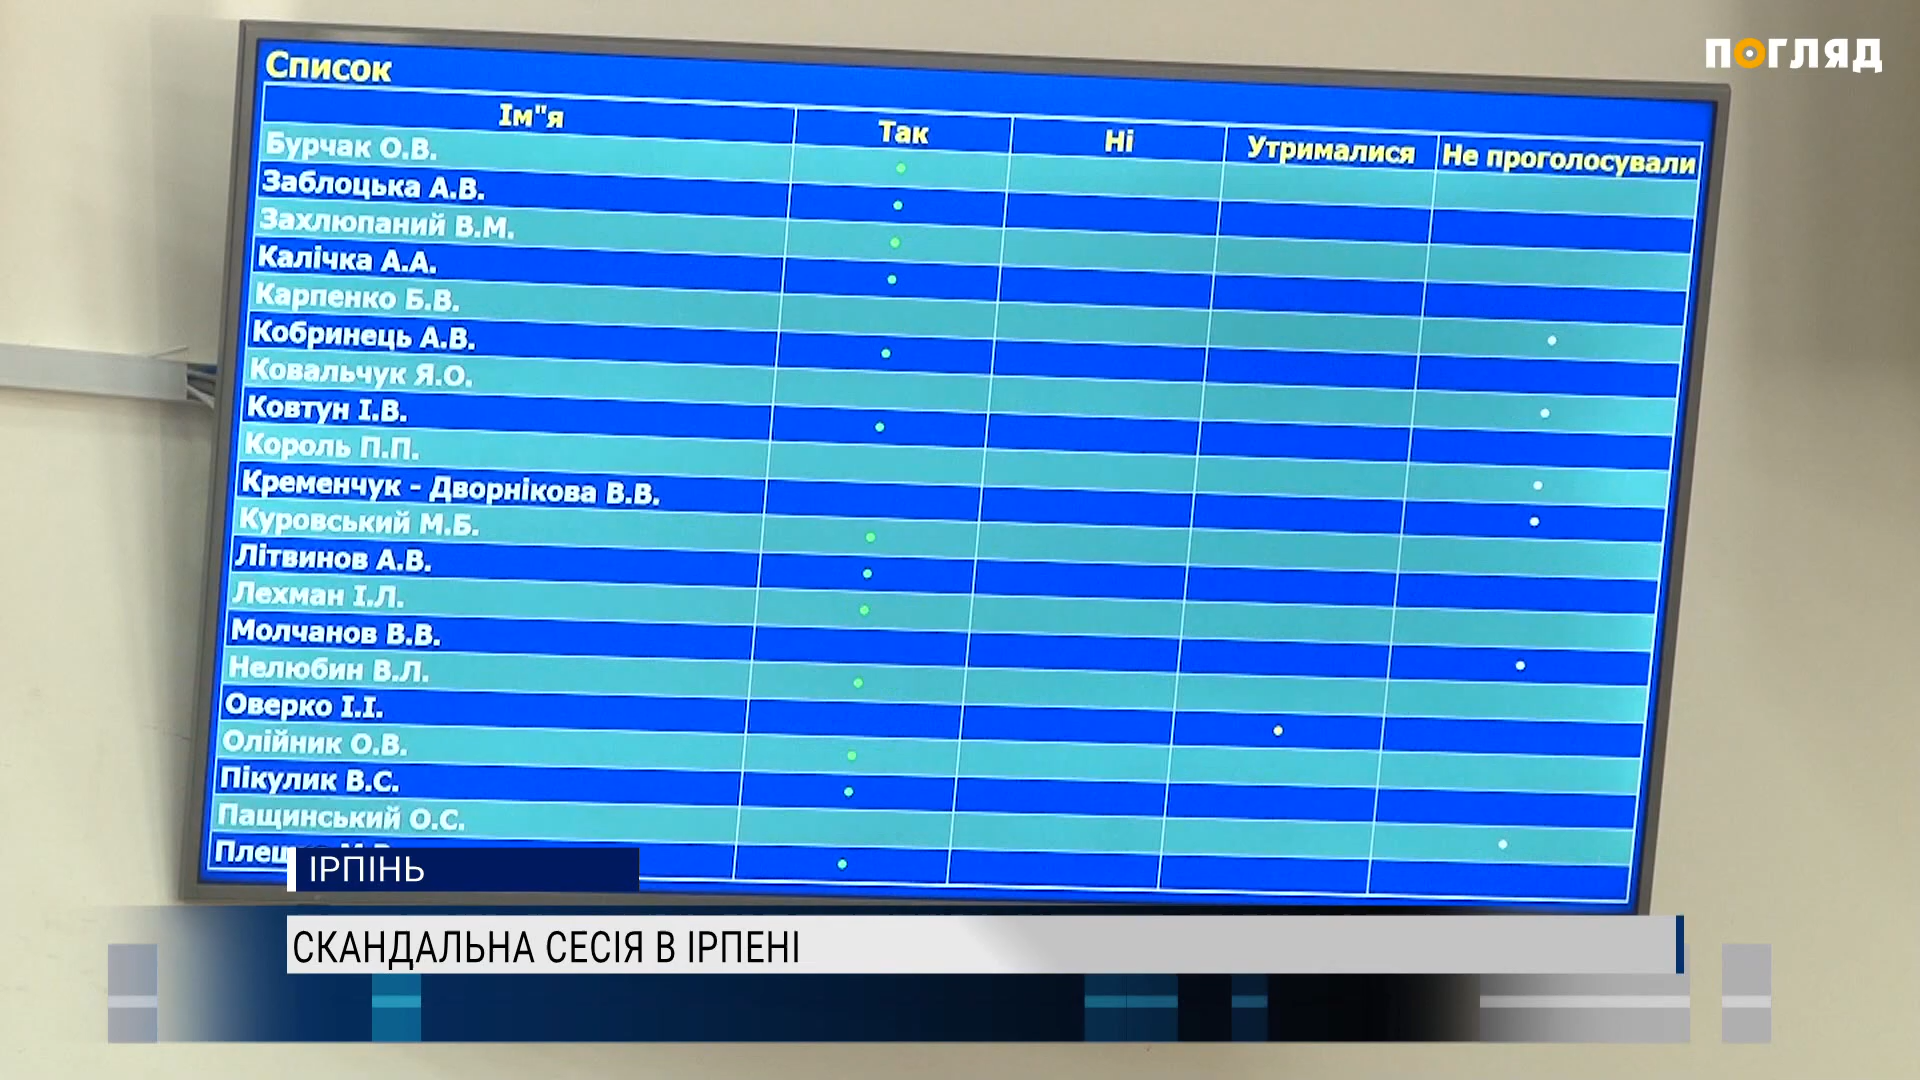 ПОГЛЯД
Список
Ім"я Так Ні Утрималися Не проголосували
Бурчак О.В.
Заблоцька А.В.
Захлюпаний В.М.
Калічка А.А.
Карпенко Б.В.
Кобринець А.В.
Ковальчук Я.О.
Ковтун І.В.
Король П.П.
Кременчук - Дворнікова В.В.
Куровський М.Б.
Літвинов А.В.
Лехман І.Л.
Молчанов В.В.
Нелюбин В.Л.
Оверко І.І.
Олійник О.В.
Пікулик В.С.
Пащинський О.С.
ІРПІНЬ
СКАНДАЛЬНА СЕСІЯ В ІРПЕНІ